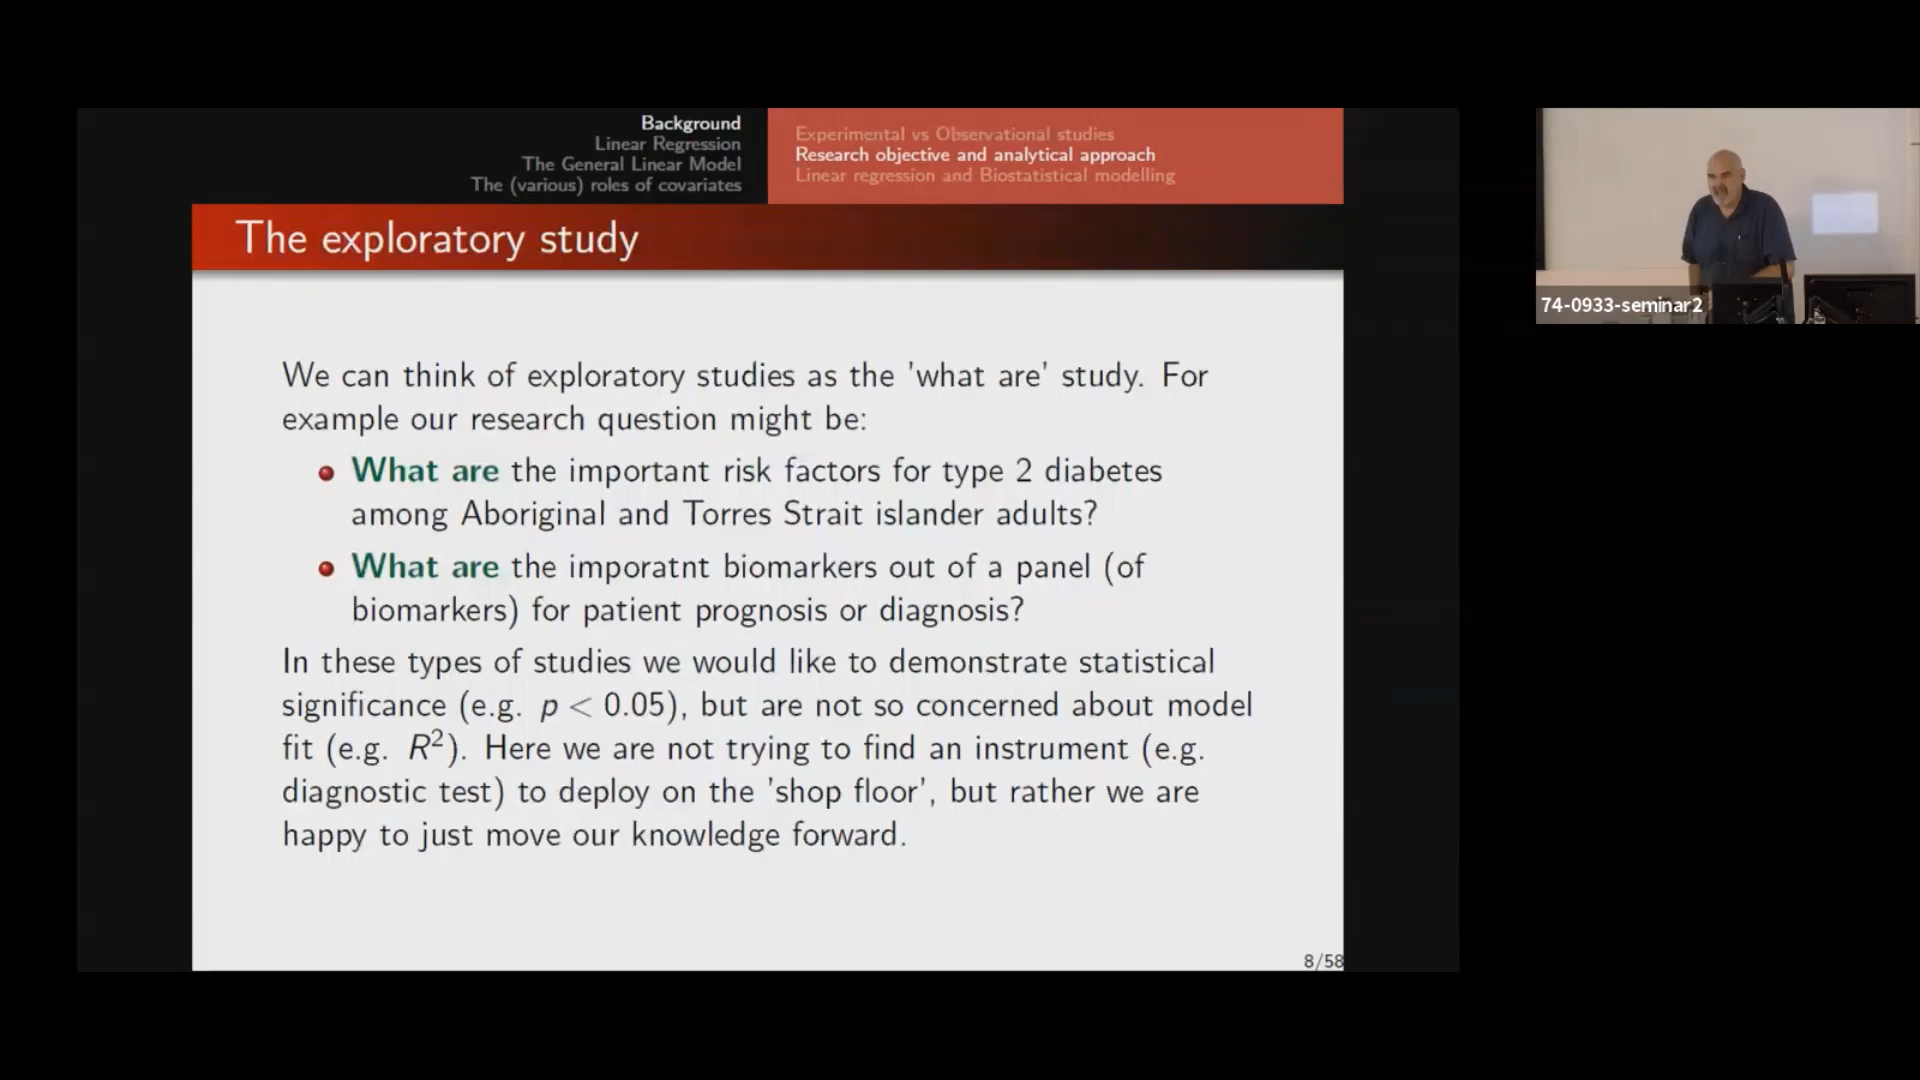 Background
Linear Regression
The General Linear Model
The (various) roles of covariates
Experimental vs Observational studies
Research objective and analytical approach
Linear regression and Biostatistical modelling
The exploratory study
We can think of exploratory studies as the 'what are' study. For
example our research question might be:
What are the important risk factors for type 2 diabetes
among Aboriginal and Torres Strait islander adults?
What are the imporatnt biomarkers out of a panel (of
biomarkers) for patient prognosis or diagnosis?
In these types of studies we would like to demonstrate statistical
significance (e.g. p < 0.05), but are not so concerned about model
fit (e.g. R²). Here we are not trying to find an instrument (e.g.
diagnostic test) to deploy on the 'shop floor', but rather we are
happy to just move our knowledge forward.
8/58
74-0933-seminar2